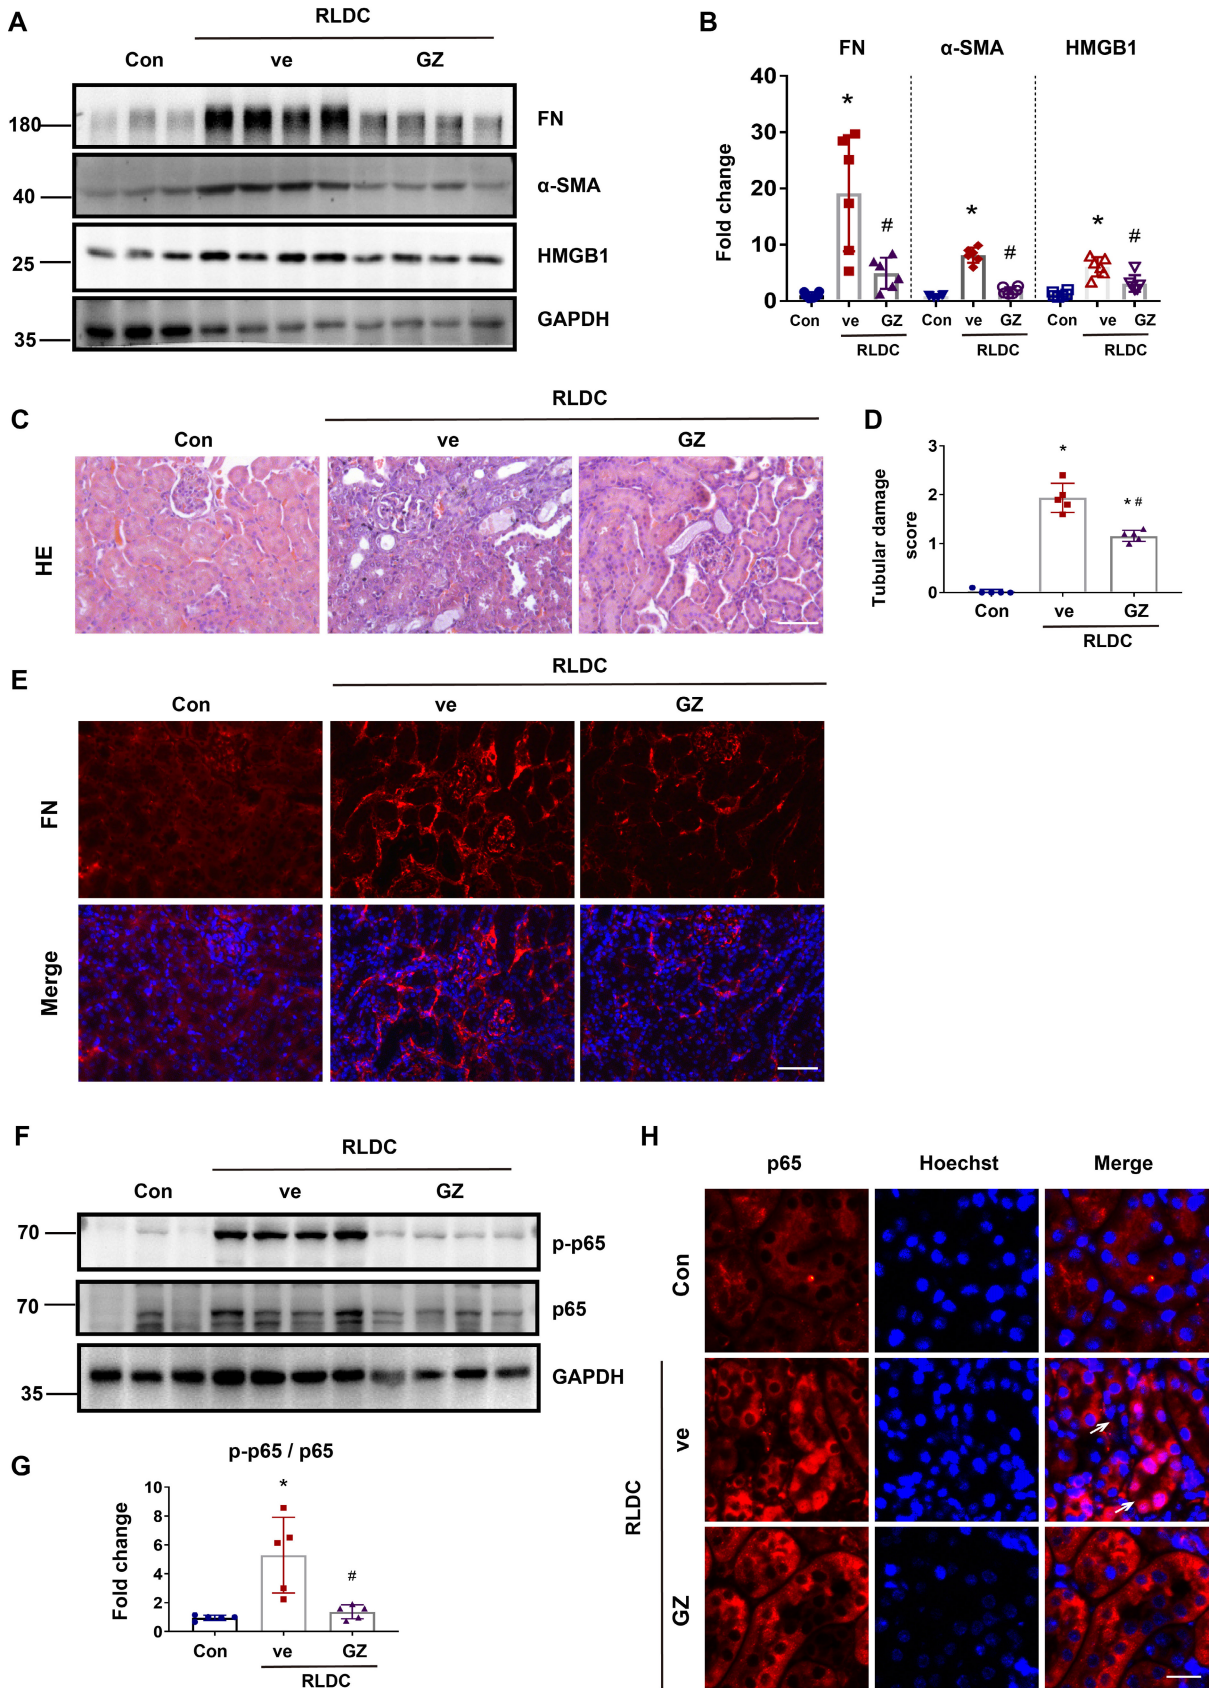 A
RLDC
Con ve GZ
180
FN
40
α-SMA
25
HMGB1
35
GAPDH
B
FN α-SMA HMGB1
Fold change
40
30
20
10
0
* # * # * #
Con ve GZ Con ve GZ Con ve GZ
RLDC RLDC RLDC
C
RLDC
Con ve GZ
HE
D
Tubular damage
score
3
2
1
0
*
* #
Con ve GZ
RLDC
E
RLDC
Con ve GZ
FN
Merge
F
RLDC
Con ve GZ
70
p-p65
70
p65
35
GAPDH
G
p-p65 / p65
Fold change
10
8
6
4
2
0
*
#
Con ve GZ
RLDC
H
p65 Hoechst Merge
Con
ve
GZ
RLDC